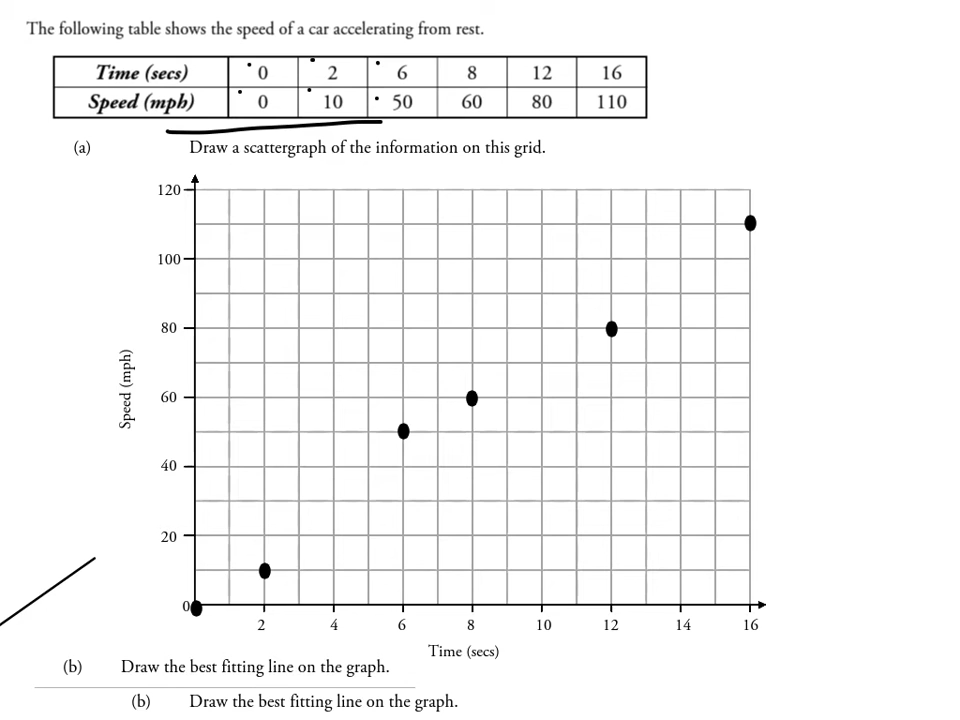 The following table shows the speed of a car accelerating from rest.
Time (secs) 0 2 6 8 12 16
Speed (mph) 0 10 50 60 80 110
(a) Draw a scattergraph of the information on this grid.
120
100
80
60
40
20
0
Speed (mph)
2 4 6 8 10 12 14 16
Time (secs)
(b) Draw the best fitting line on the graph.
(b) Draw the best fitting line on the graph.